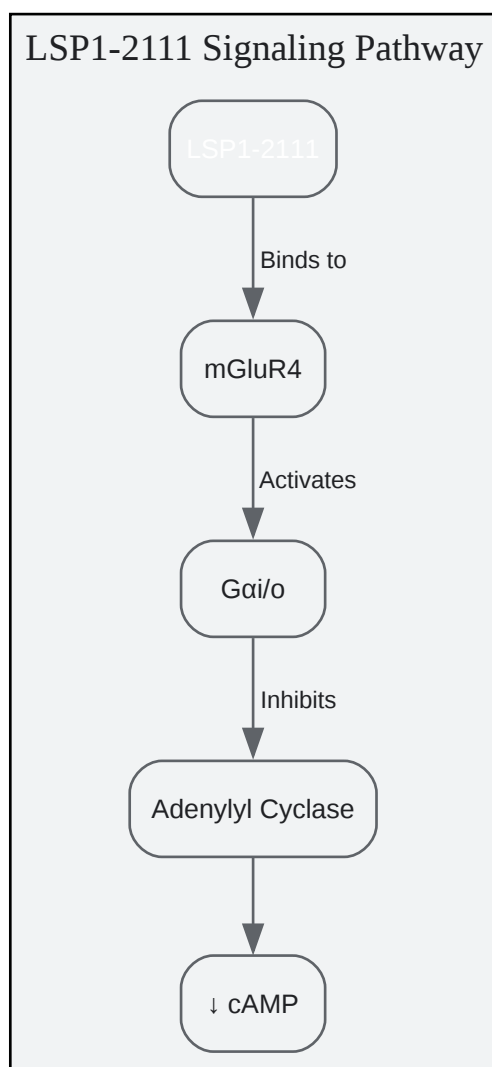 LSP1-2111 Signaling Pathway
LSP1-2111
Binds to
mGluR4
Activates
Gαi/o
Inhibits
Adenylyl Cyclase
↓ cAMP